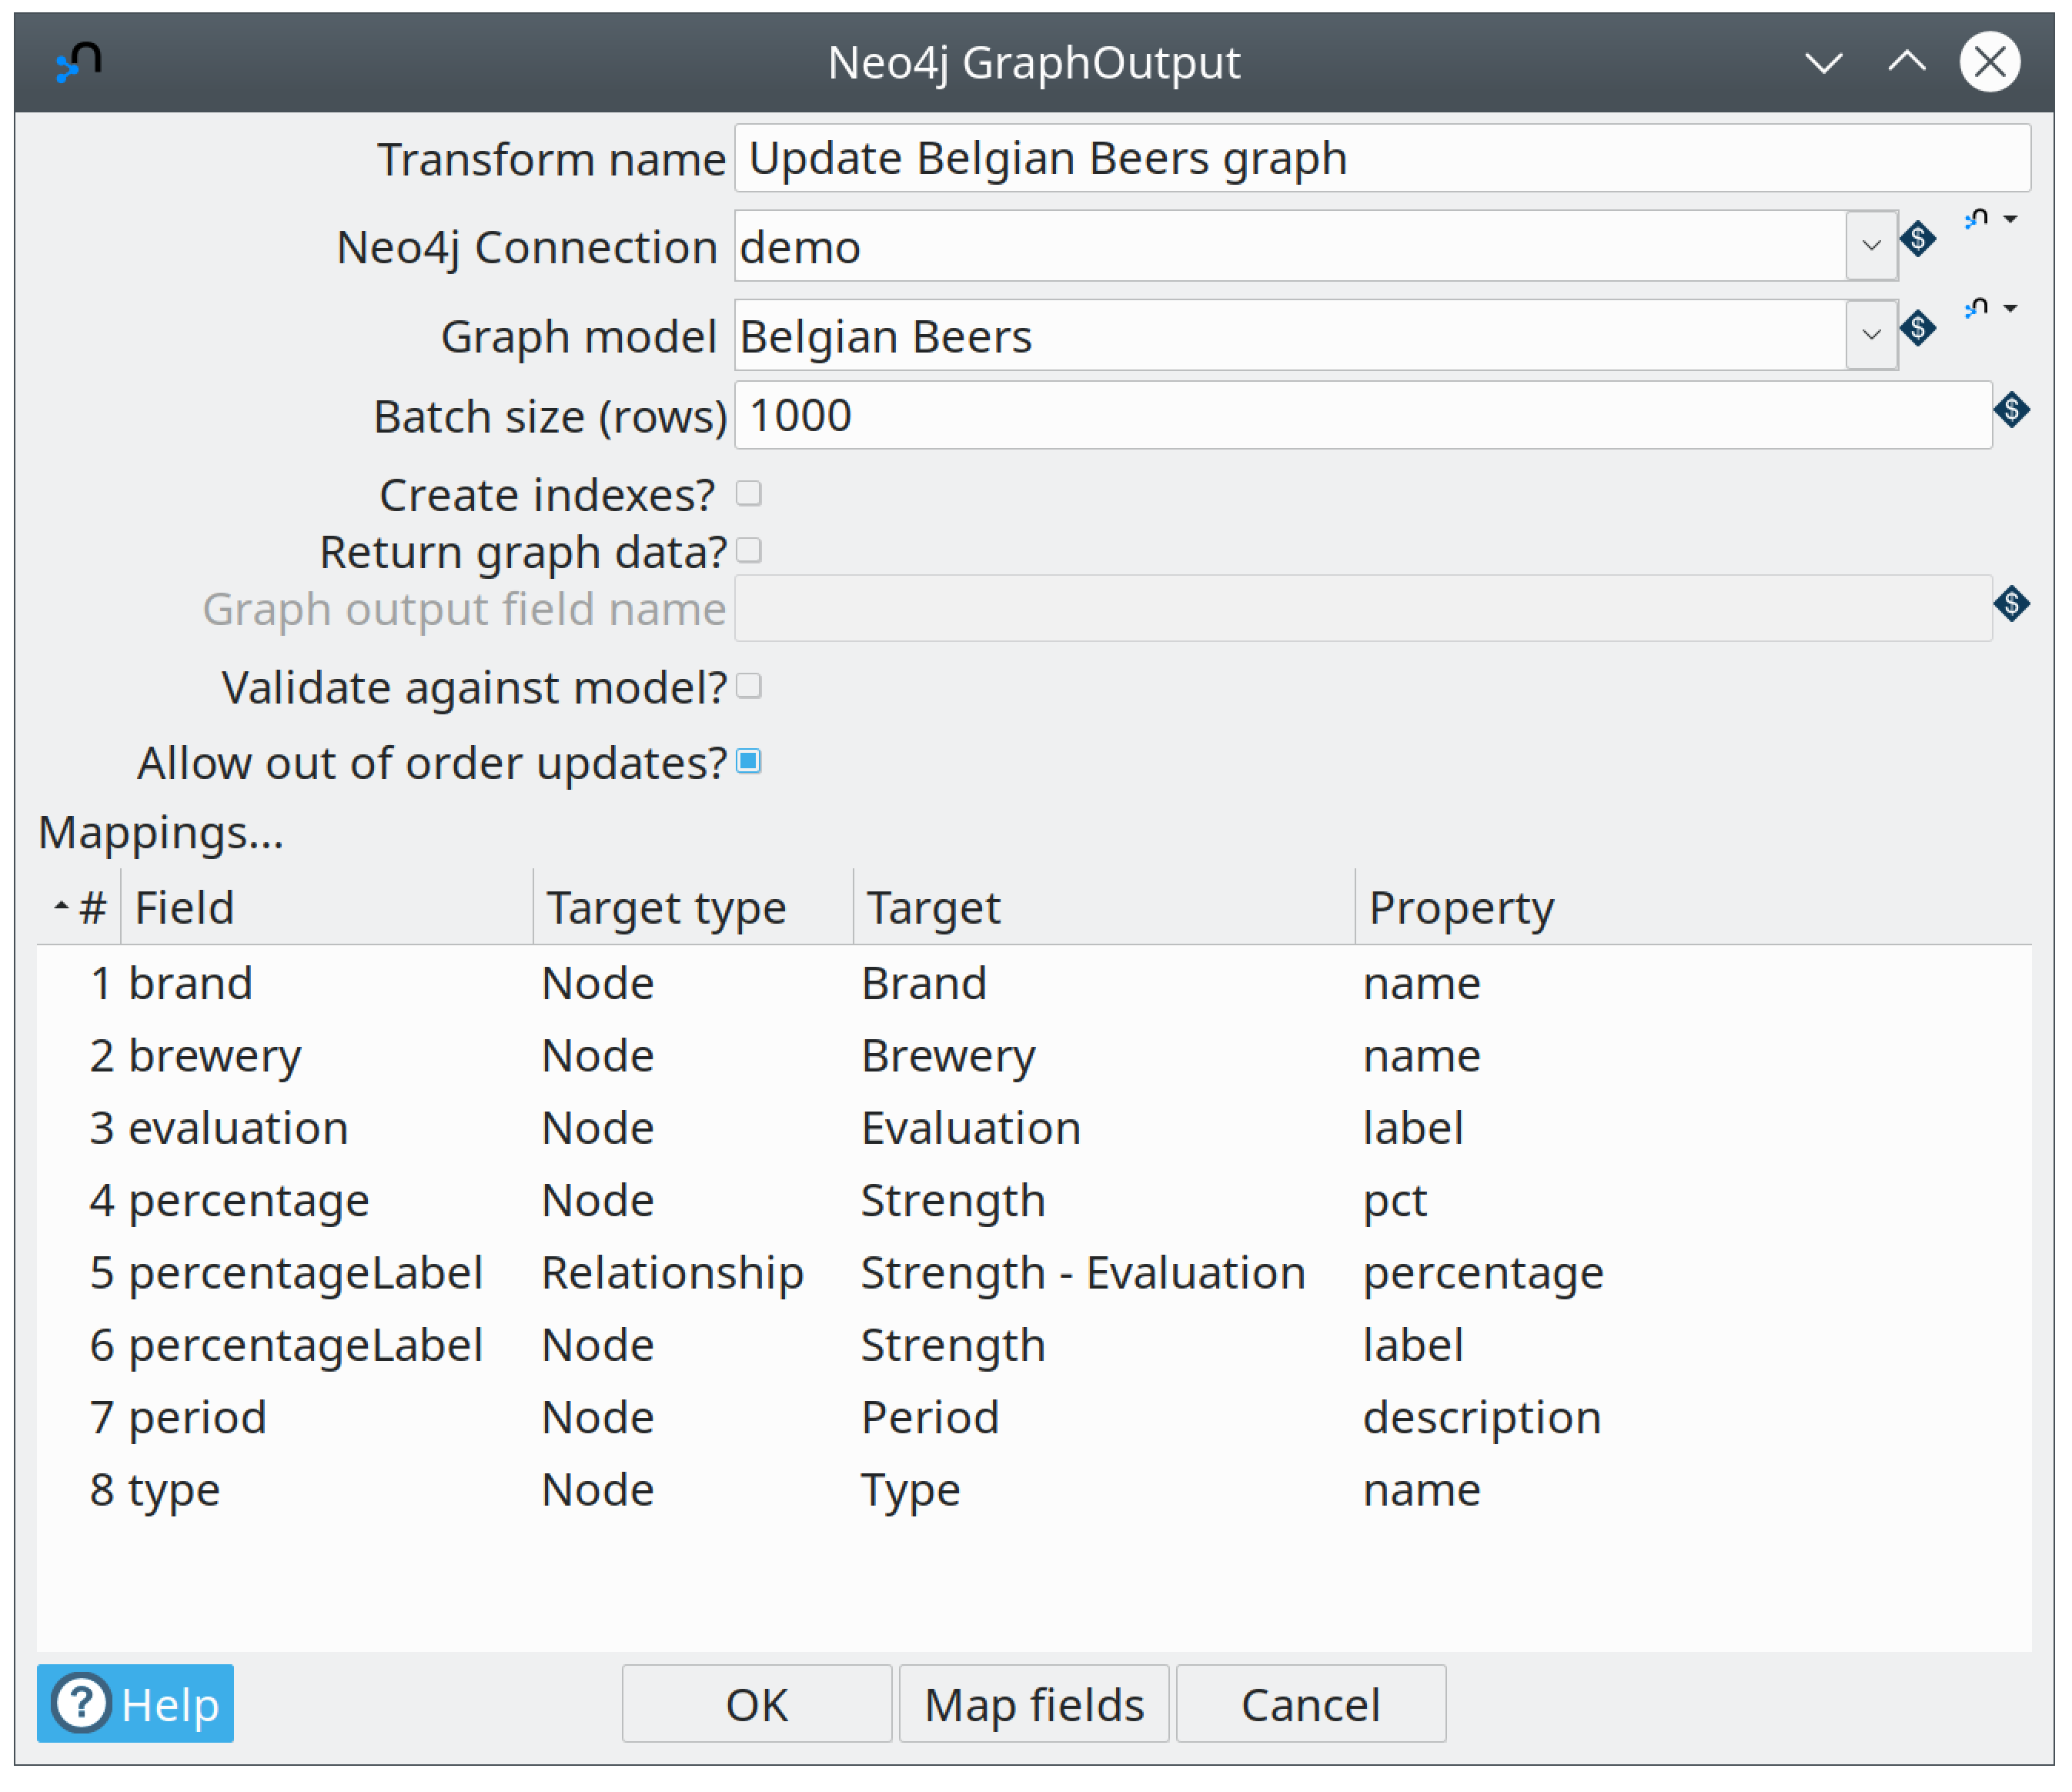 Neo4j GraphOutput
Transform name Update Belgian Beers graph
Neo4j Connection demo
Graph model Belgian Beers
Batch size (rows) 1000
Create indexes?
Return graph data?
Graph output field name
Validate against model?
Allow out of order updates?
Mappings...
# Field Target type Target Property
1 brand Node Brand name
2 brewery Node Brewery name
3 evaluation Node Evaluation label
4 percentage Node Strength pct
5 percentageLabel Relationship Strength - Evaluation percentage
6 percentageLabel Node Strength label
7 period Node Period description
8 type Node Type name
? Help OK Map fields Cancel